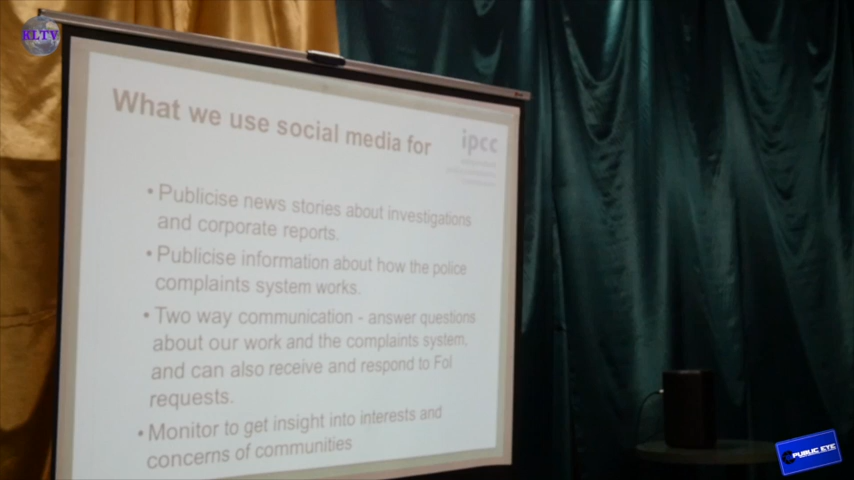 KLTV
What we use social media for
ipcc
• Publicise news stories about investigations
and corporate reports.
• Publicise information about how the police
complaints system works.
• Two way communication - answer questions
about our work and the complaints system,
and can also receive and respond to FoI
requests.
• Monitor to get insight into interests and
concerns of communities
PUBLIC EYE